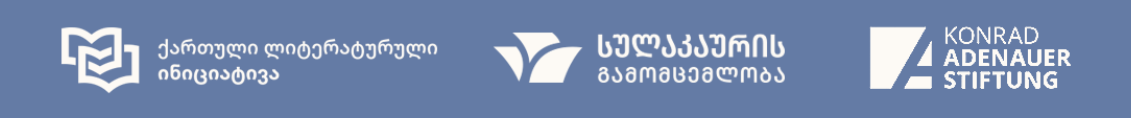 ქართული ლიტერატურული
ინიციატივა
სულაკაურის
გამომცემლობა
KONRAD
ADENAUER
STIFTUNG